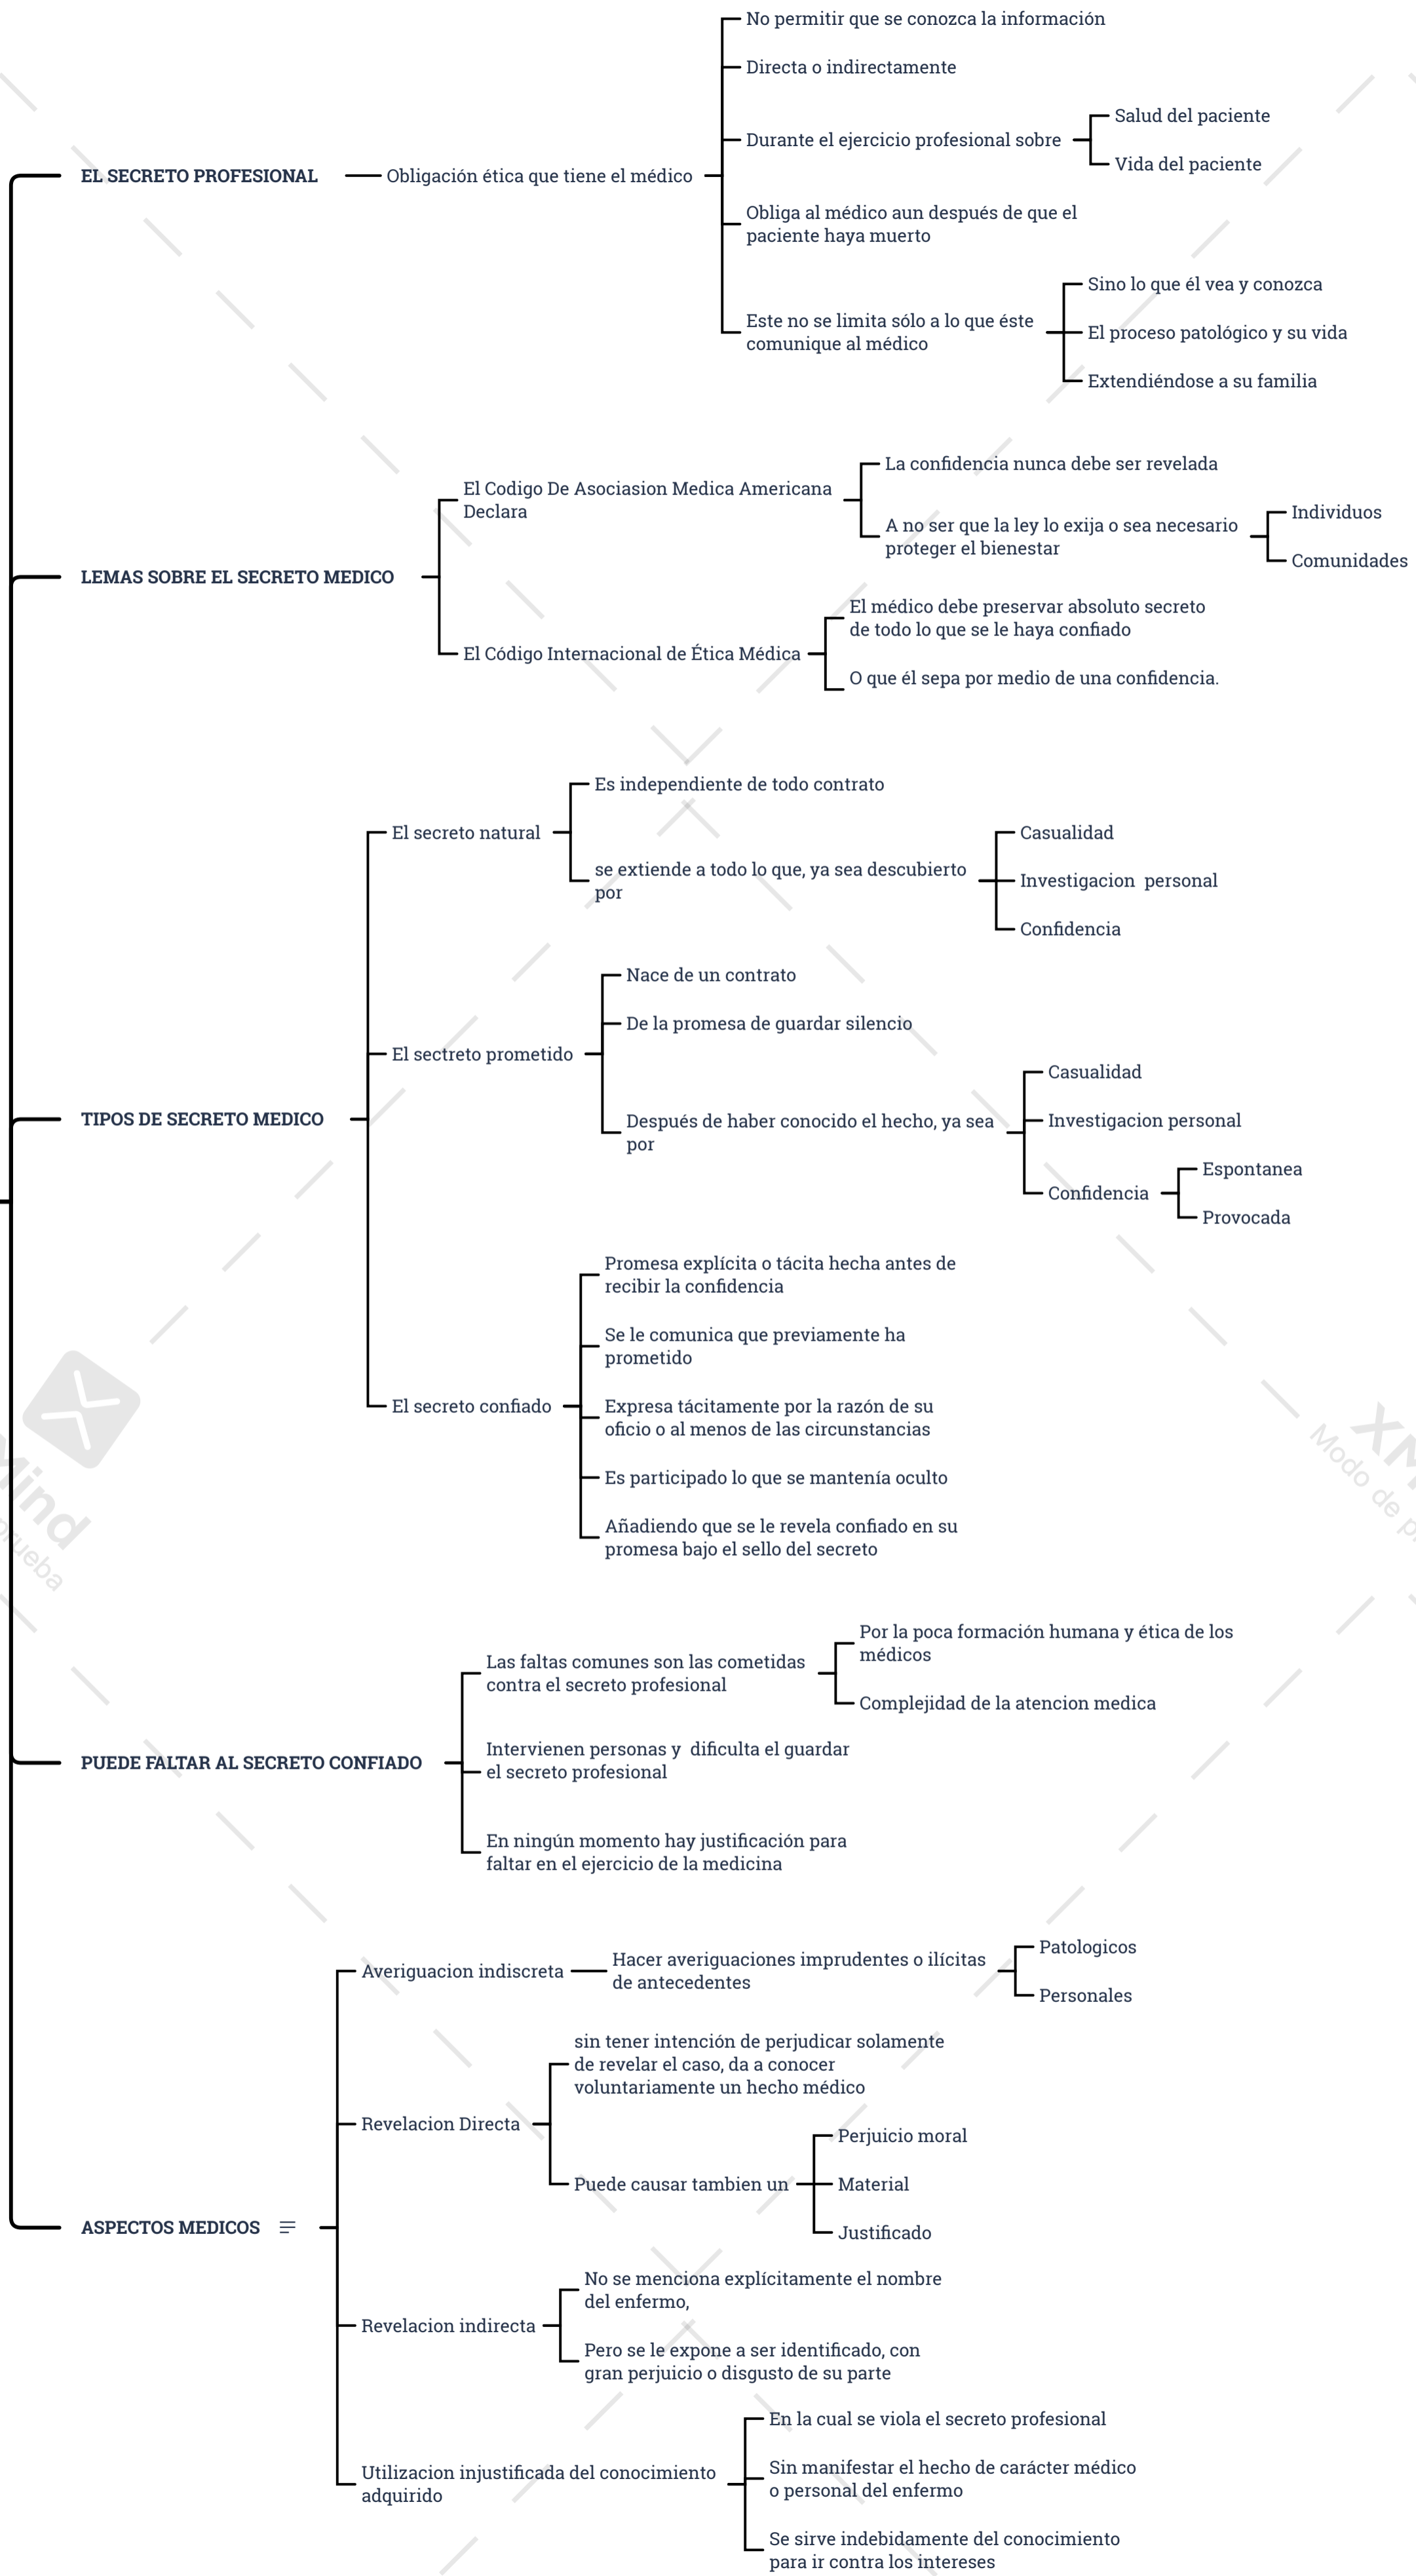 No permitir que se conozca la información
Directa o indirectamente
Durante el ejercicio profesional sobre
Salud del paciente
Vida del paciente
EL SECRETO PROFESIONAL
Obligación ética que tiene el médico
Obliga al médico aun después de que el
paciente haya muerto
Este no se limita sólo a lo que éste
comunique al médico
Sino lo que él vea y conozca
El proceso patológico y su vida
Extendiéndose a su familia
LEMAS SOBRE EL SECRETO MEDICO
El Codigo De Asociasion Medica Americana
Declara
La confidencia nunca debe ser revelada
A no ser que la ley lo exija o sea necesario
proteger el bienestar
Individuos
Comunidades
El Código Internacional de Ética Médica
El médico debe preservar absoluto secreto
de todo lo que se le haya confiado
O que él sepa por medio de una confidencia.
TIPOS DE SECRETO MEDICO
El secreto natural
Es independiente de todo contrato
se extiende a todo lo que, ya sea descubierto
por
Casualidad
Investigacion  personal
Confidencia
El sectreto prometido
Nace de un contrato
De la promesa de guardar silencio
Después de haber conocido el hecho, ya sea
por
Casualidad
Investigacion personal
Confidencia
Espontanea
Provocada
El secreto confiado
Promesa explícita o tácita hecha antes de
recibir la confidencia
Se le comunica que previamente ha
prometido
Expresa tácitamente por la razón de su
oficio o al menos de las circunstancias
Es participado lo que se mantenía oculto
Añadiendo que se le revela confiado en su
promesa bajo el sello del secreto
PUEDE FALTAR AL SECRETO CONFIADO
Las faltas comunes son las cometidas
contra el secreto profesional
Por la poca formación humana y ética de los
médicos
Complejidad de la atencion medica
Intervienen personas y  dificulta el guardar
el secreto profesional
En ningún momento hay justificación para
faltar en el ejercicio de la medicina
ASPECTOS MEDICOS
Averiguacion indiscreta
Hacer averiguaciones imprudentes o ilícitas
de antecedentes
Patologicos
Personales
Revelacion Directa
sin tener intención de perjudicar solamente
de revelar el caso, da a conocer
voluntariamente un hecho médico
Puede causar tambien un
Perjuicio moral
Material
Justificado
Revelacion indirecta
No se menciona explícitamente el nombre
del enfermo,
Pero se le expone a ser identificado, con
gran perjuicio o disgusto de su parte
Utilizacion injustificada del conocimiento
adquirido
En la cual se viola el secreto profesional
Sin manifestar el hecho de carácter médico
o personal del enfermo
Se sirve indebidamente del conocimiento
para ir contra los intereses
Mind
prueba
XM
Modo de p